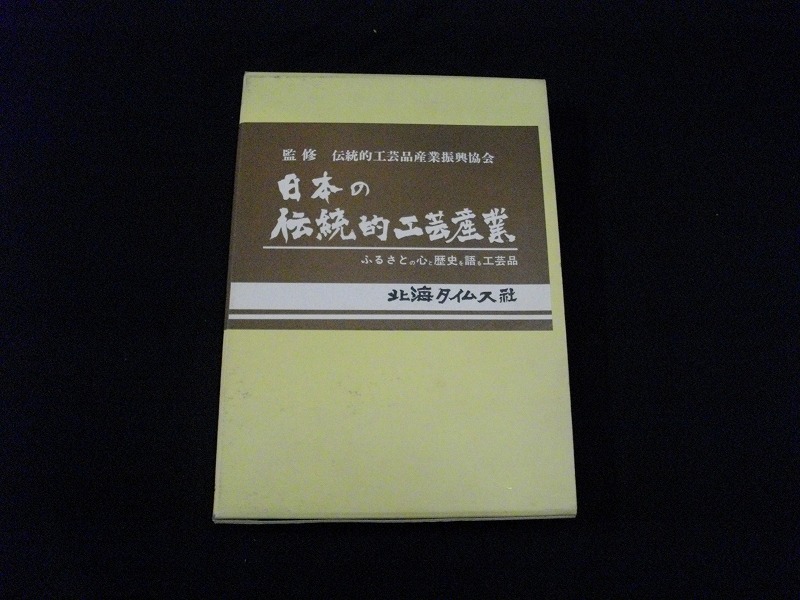 監修 伝統的工芸品産業振興協会
日本の
伝統的工芸産業
ふるさとの心と歴史を語る工芸品
北海タイムス社